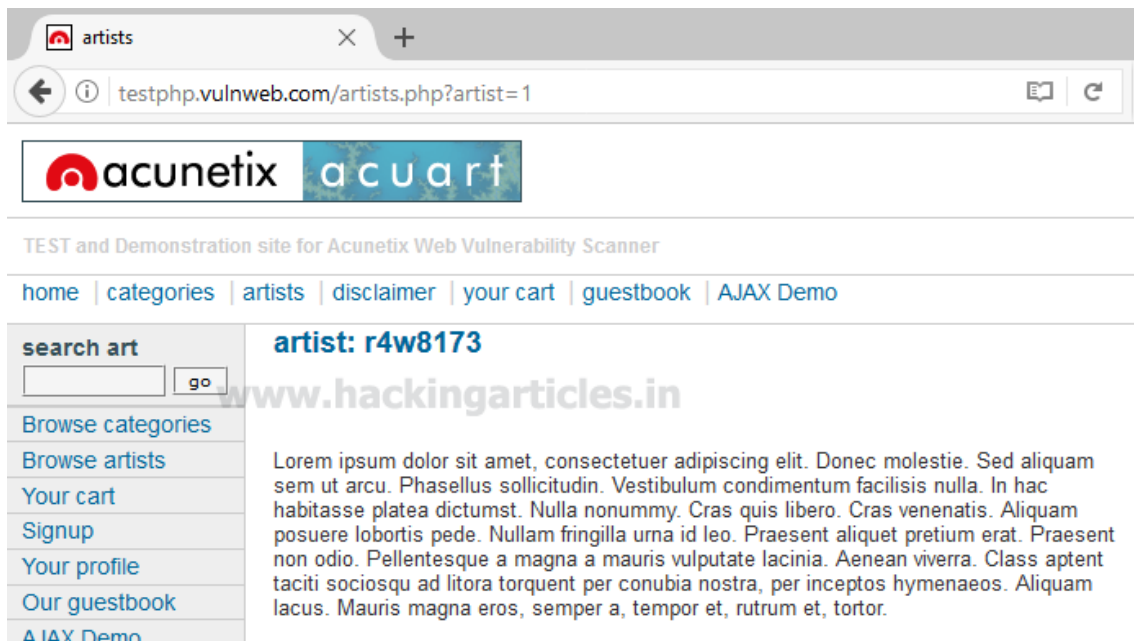 artists
testphp.vulnweb.com/artists.php?artist=1
acunetix acuart
TEST and Demonstration site for Acunetix Web Vulnerability Scanner
home | categories | artists | disclaimer | your cart | guestbook | AJAX Demo
search art
go
Browse categories
Browse artists
Your cart
Signup
Your profile
Our guestbook
AJAX Demo
artist: r4w8173
www.hackingarticles.in
Lorem ipsum dolor sit amet, consectetuer adipiscing elit. Donec molestie. Sed aliquam
sem ut arcu. Phasellus sollicitudin. Vestibulum condimentum facilisis nulla. In hac
habitasse platea dictumst. Nulla nonummy. Cras quis libero. Cras venenatis. Aliquam
posuere lobortis pede. Nullam fringilla urna id leo. Praesent aliquet pretium erat. Praesent
non odio. Pellentesque a magna a mauris vulputate lacinia. Aenean viverra. Class aptent
taciti sociosqu ad litora torquent per conubia nostra, per inceptos hymenaeos. Aliquam
lacus. Mauris magna eros, semper a, tempor et, rutrum et, tortor.